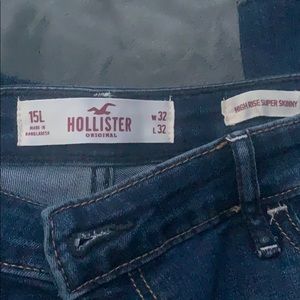 15L
MADE IN
BANGLADESH
HOLLISTER
ORIGINAL
W 32
L 32
HIGH RISE SUPER SKINNY